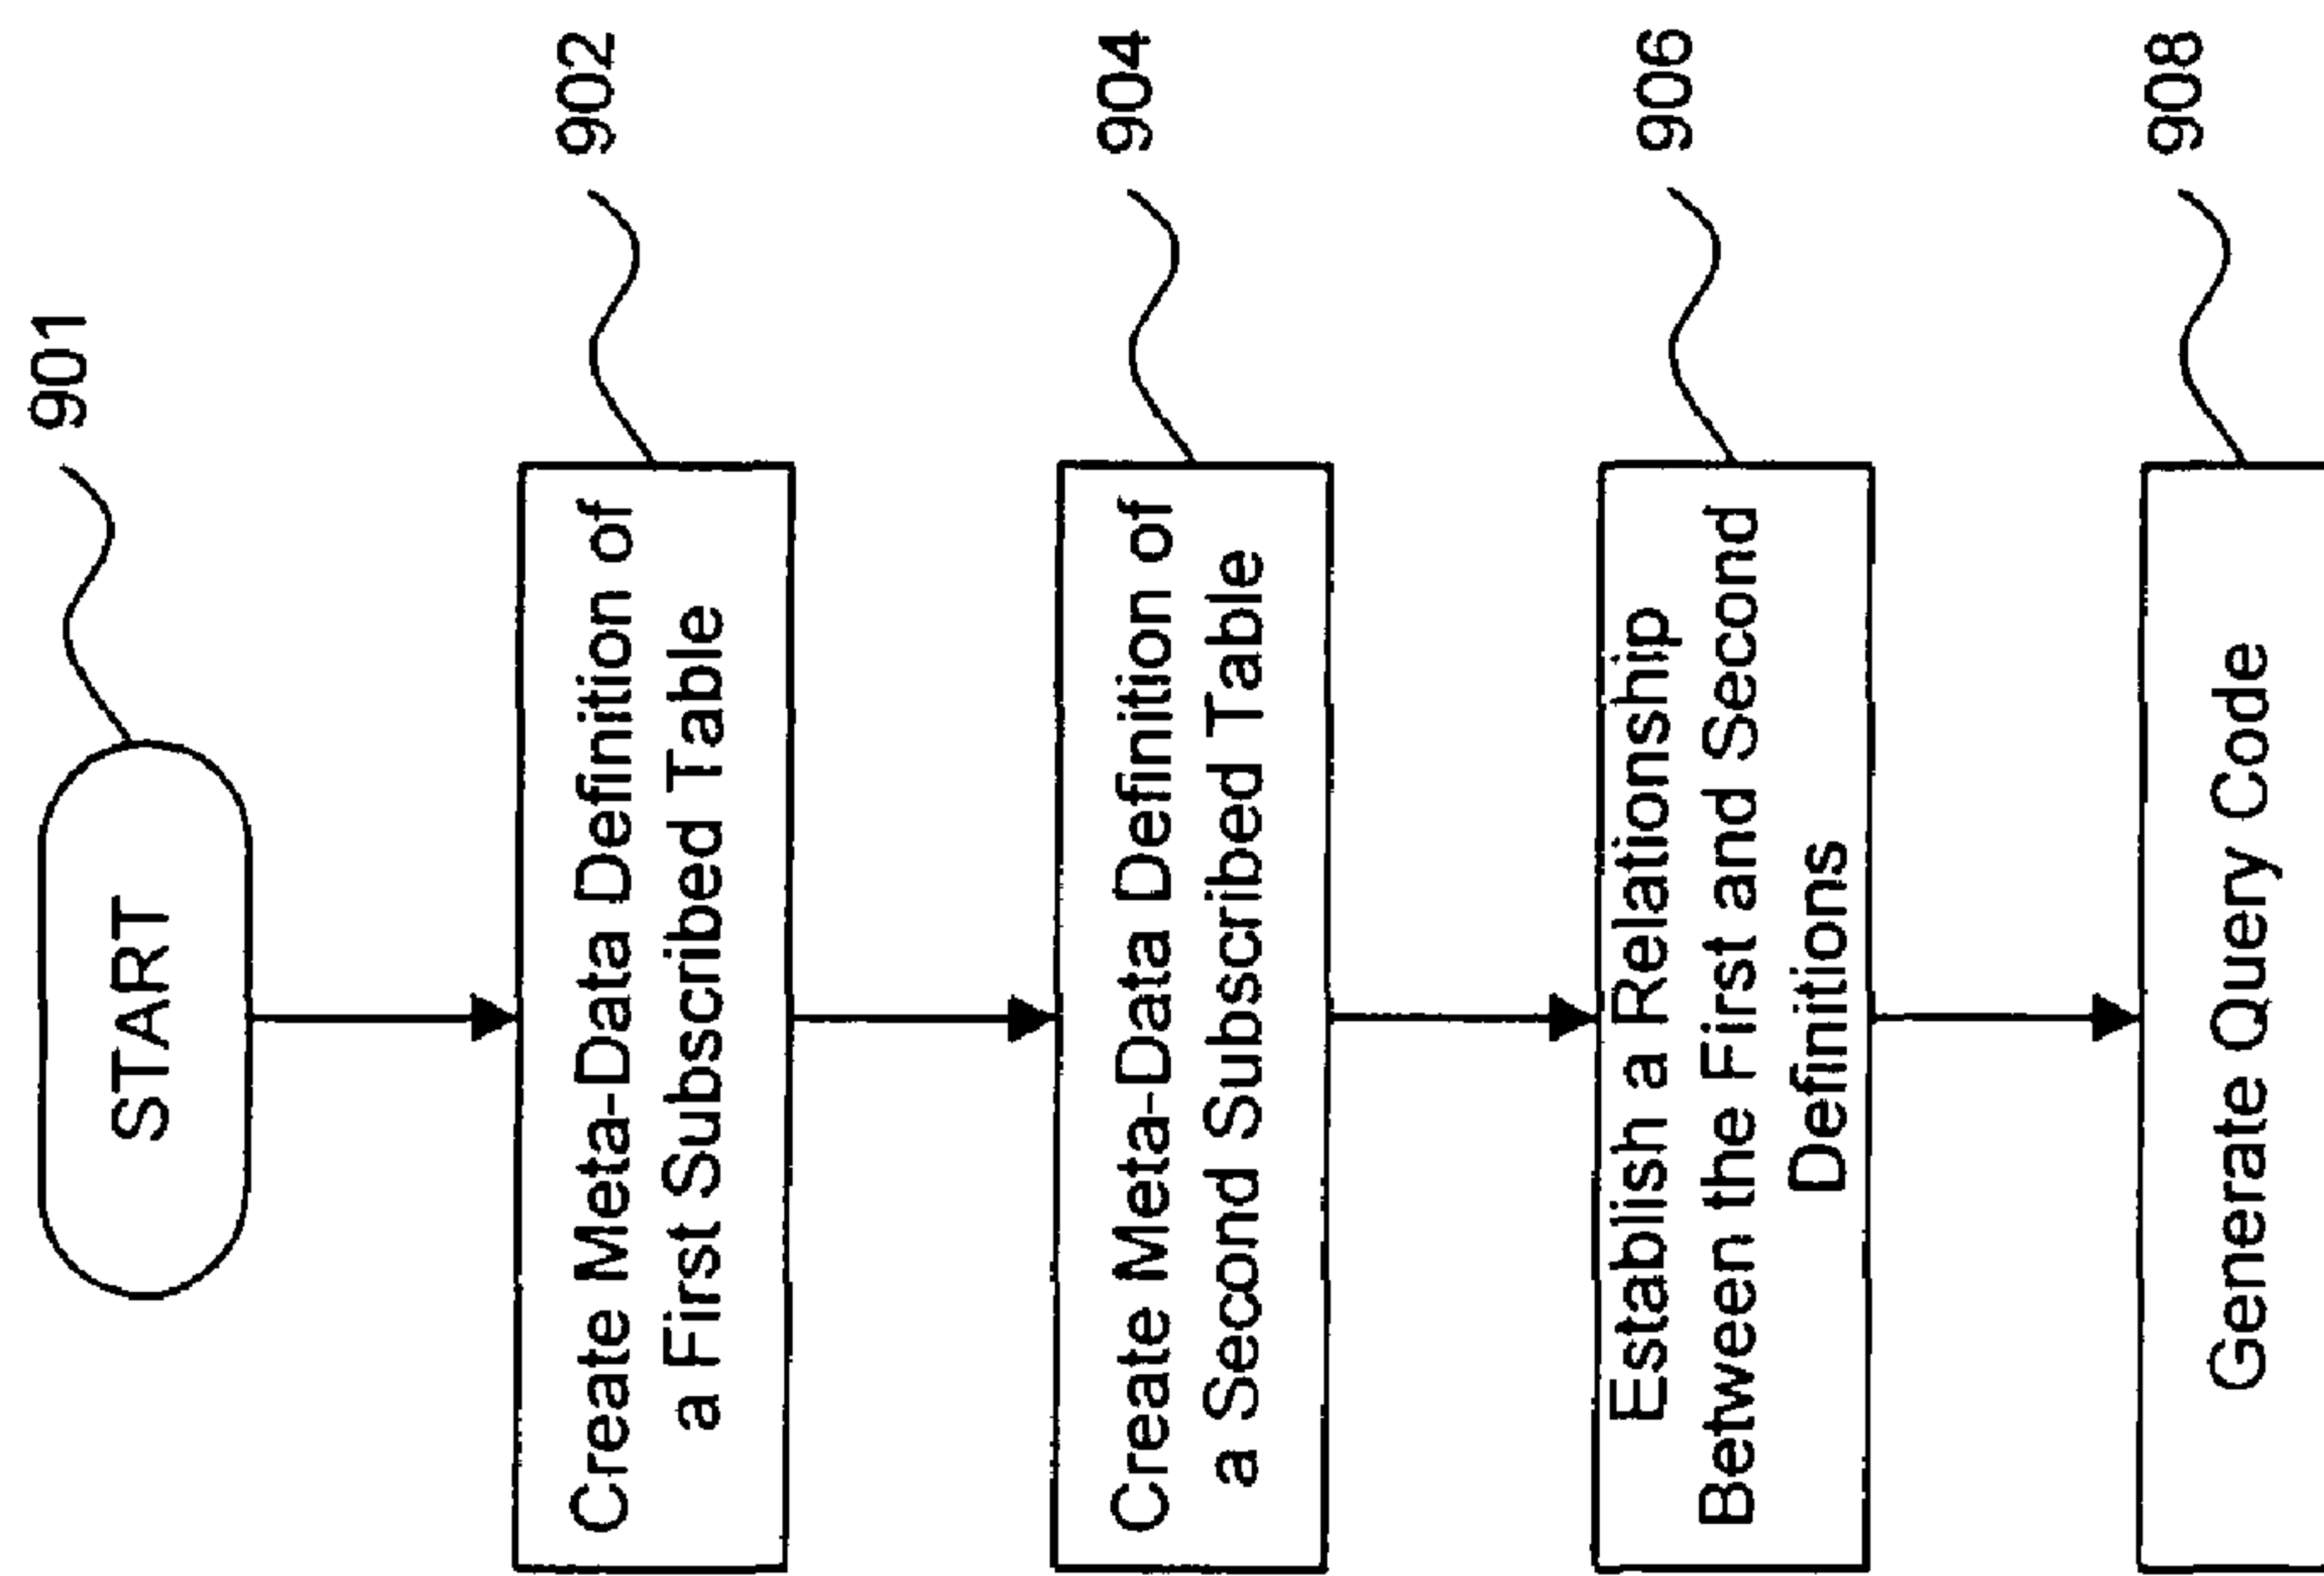 901
START
902
Create Meta-Data Definition of
a First Subscribed Table
904
Create Meta-Data Definition of
a Second Subscribed Table
906
Establish a Relationship
Between the First and Second
Definitions
908
Generate Query Code